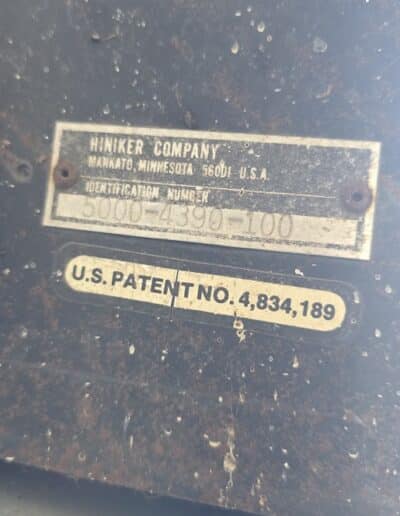 HINIKER COMPANY
MANKATO, MINNESOTA 56001 U.S.A.
IDENTIFICATION NUMBER
5000-4390-100
U.S. PATENT NO. 4,834,189